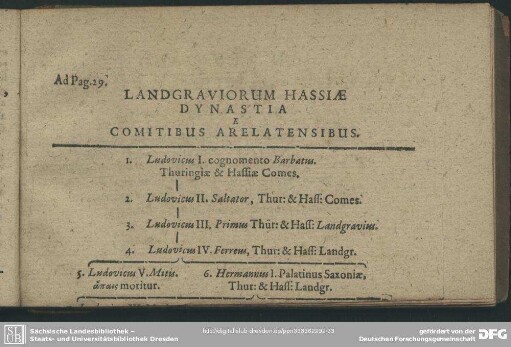 Ad Pag. 29.
LANDGRAVIORUM HASSIÆ
DYNASTIA
E
COMITIBUS ARELATENSIBUS.
1. Ludovicus I. cognomento Barbatus.
Thuringiæ & Hassiæ Comes.
2. Ludovicus II. Saltator, Thur: & Hass: Comes.
3. Ludovicus III, Primus Thür: & Hass: Landgravius.
4. Ludovicus IV. Ferreus, Thur: & Hass: Landgr.
5. Ludovicus V. Mitis. 6. Hermannus I. Palatinus Saxoniæ,
ἄπαις moritur. Thur: & Hass: Landgr.
SLUB
Sächsische Landesbibliothek –
Staats- und Universitätsbibliothek Dresden
gefördert von der
Deutschen Forschungsgemeinschaft
DFG